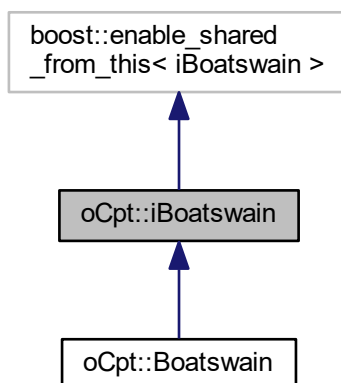 boost::enable_shared
_from_this< iBoatswain >
oCpt::iBoatswain
oCpt::Boatswain